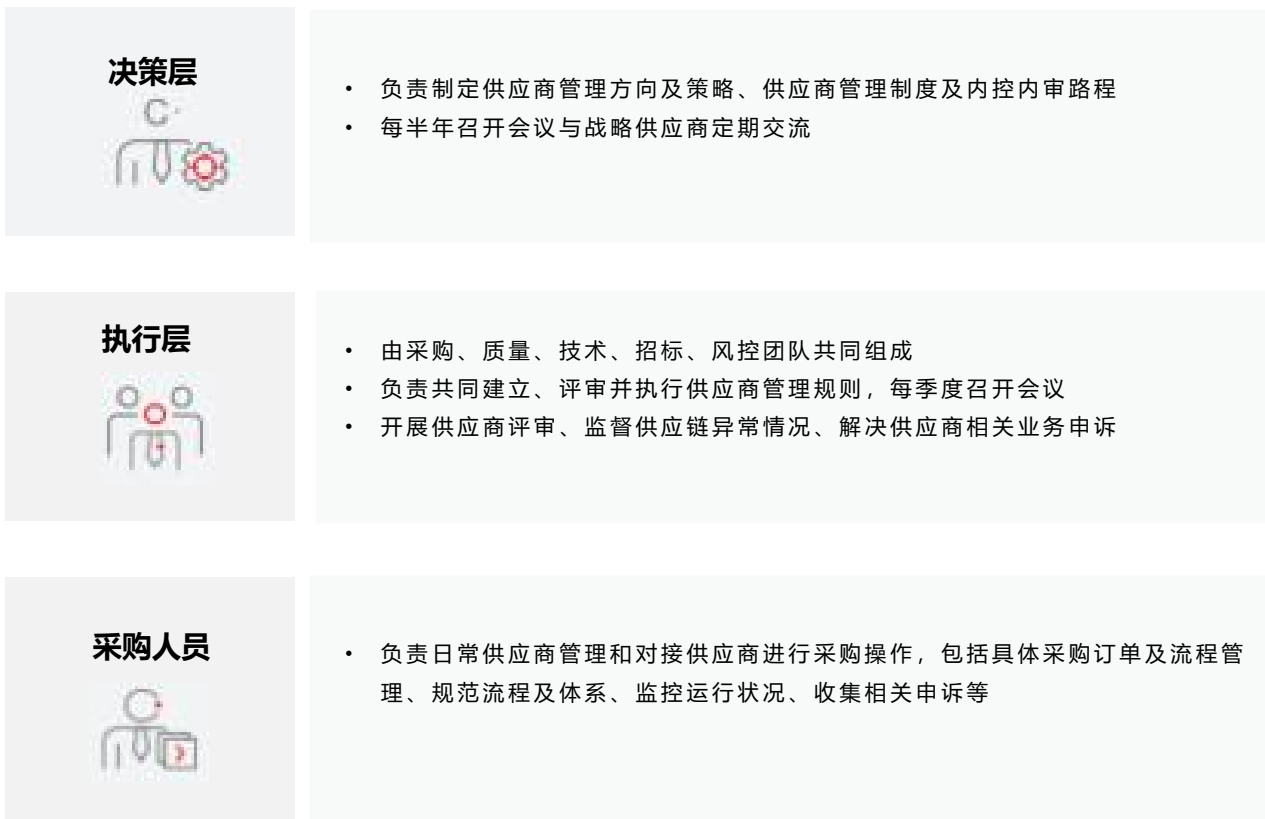 决策层
• 负责制定供应商管理方向及策略、供应商管理制度及内控内审路程
• 每半年召开会议与战略供应商定期交流
执行层
• 由采购、质量、技术、招标、风控团队共同组成
• 负责共同建立、评审并执行供应商管理规则，每季度召开会议
• 开展供应商评审、监督供应链异常情况、解决供应商相关业务申诉
采购人员
• 负责日常供应商管理和对接供应商进行采购操作，包括具体采购订单及流程管
理、规范流程及体系、监控运行状况、收集相关申诉等